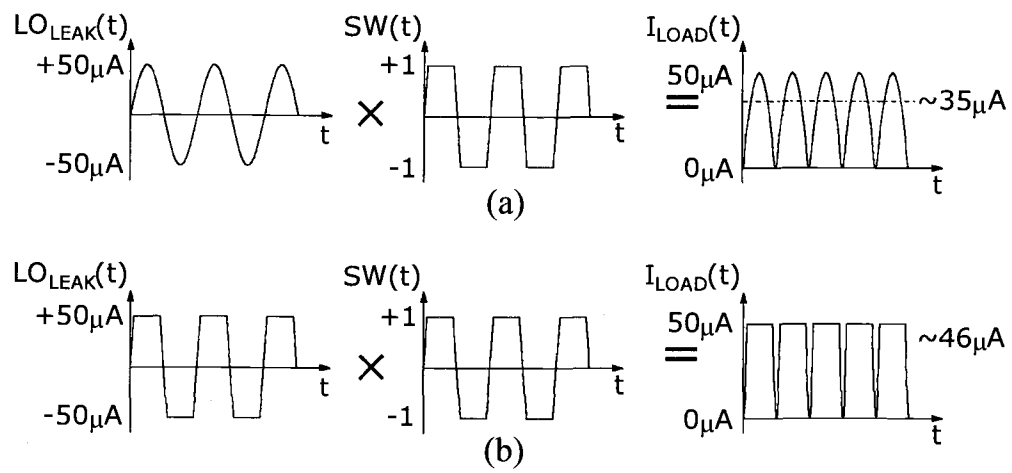 LO_LEAK(t) SW(t) I_LOAD(t)
+50μA +1 50μA
× = ~35μA
t t
-50μA -1 0μA t
(a)
LO_LEAK(t) SW(t) I_LOAD(t)
+50μA +1 50μA ~46μA
× =
t t
-50μA -1 0μA t
(b)